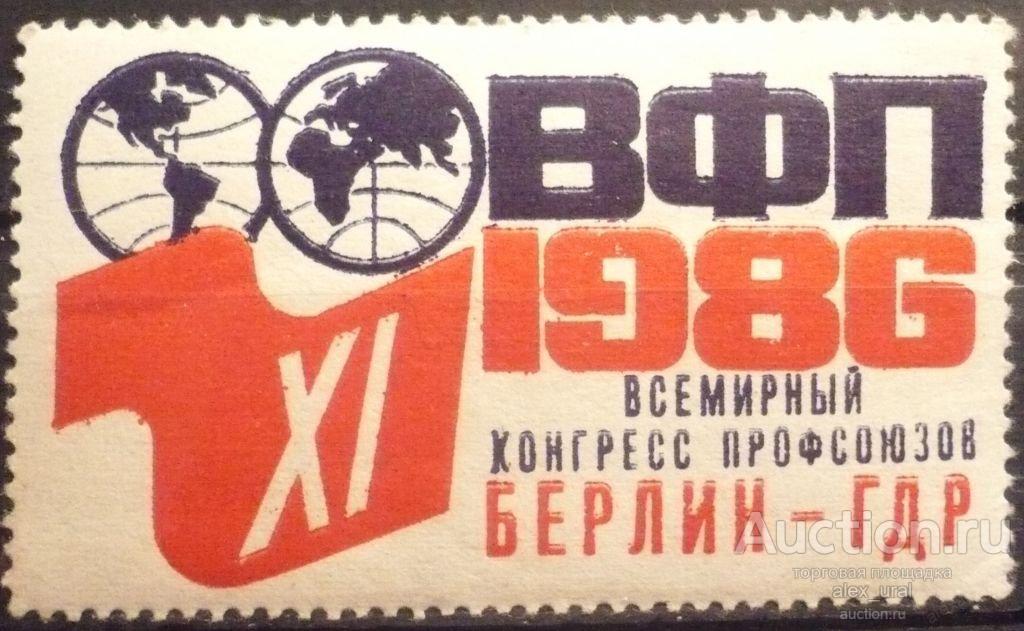 ВФП
1986
XI
ВСЕМИРНЫЙ
КОНГРЕСС ПРОФСОЮЗОВ
БЕРЛИН – ГДР
Auction.ru
торговая площадка
alex_ural
auction.ru